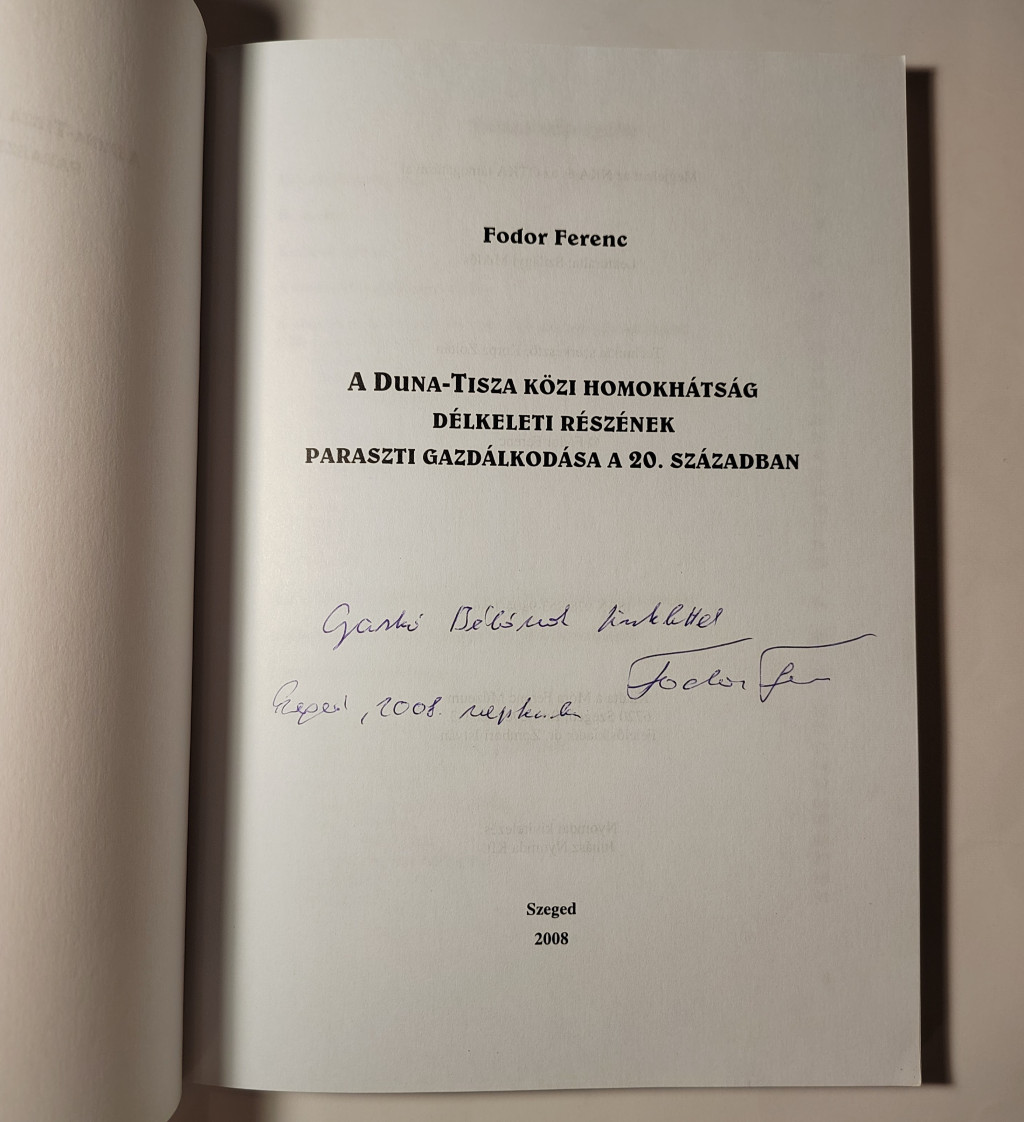 Fodor Ferenc
A DUNA-TISZA KÖZI HOMOKHÁTSÁG
DÉLKELETI RÉSZÉNEK
PARASZTI GAZDÁLKODÁSA A 20. SZÁZADBAN
Gaskó Bélának tisztelettel
Fodor Fer
Szeged, 2008. szeptember
Szeged
2008